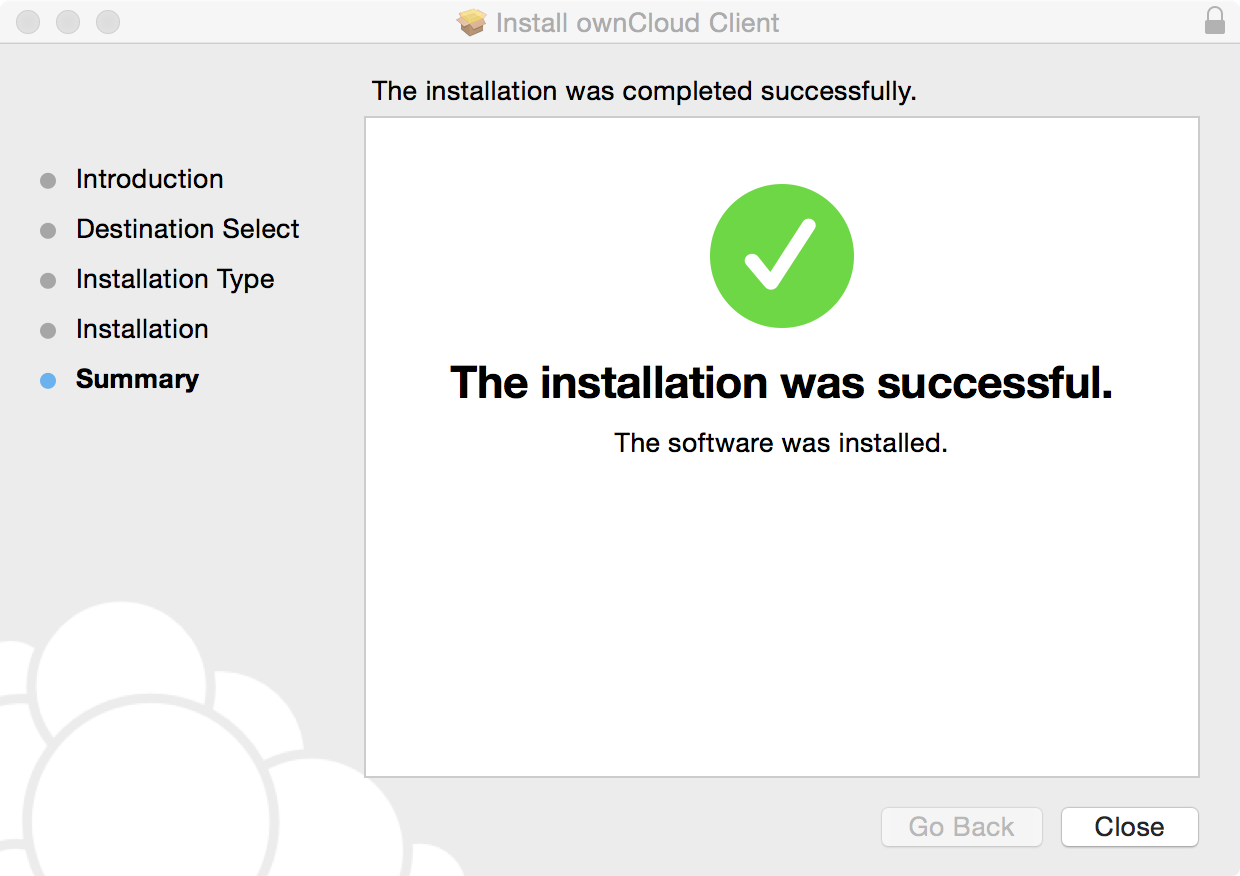 Install ownCloud Client
The installation was completed successfully.
Introduction
Destination Select
Installation Type
Installation
Summary
The installation was successful.
The software was installed.
Go Back
Close